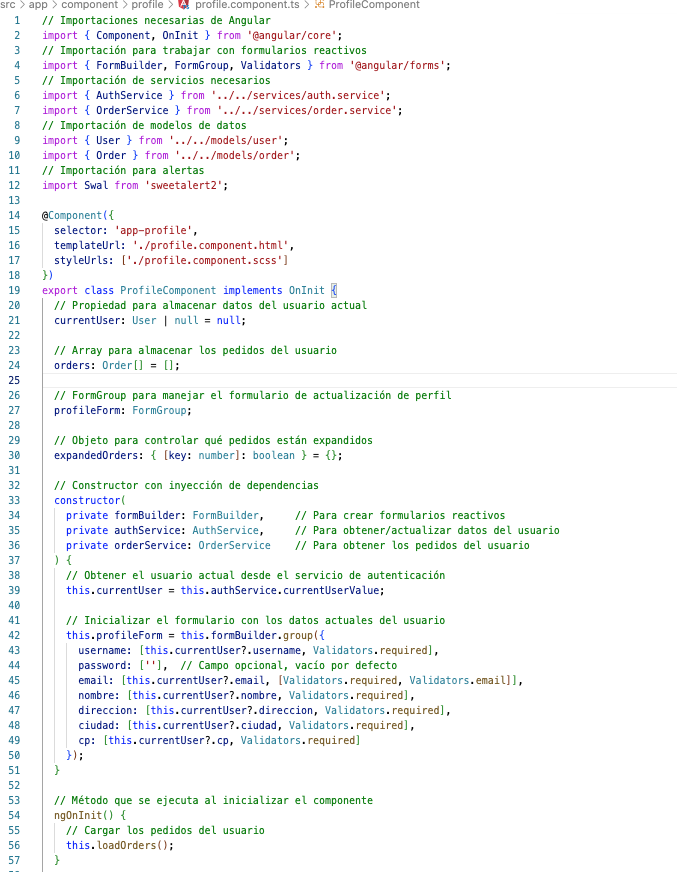 src > app > component > profile > profile.component.ts > ProfileComponent
1 // Importaciones necesarias de Angular
2 import { Component, OnInit } from '@angular/core';
3 // Importación para trabajar con formularios reactivos
4 import { FormBuilder, FormGroup, Validators } from '@angular/forms';
5 // Importación de servicios necesarios
6 import { AuthService } from '../../services/auth.service';
7 import { OrderService } from '../../services/order.service';
8 // Importación de modelos de datos
9 import { User } from '../../models/user';
10 import { Order } from '../../models/order';
11 // Importación para alertas
12 import Swal from 'sweetalert2';
13
14 @Component({
15   selector: 'app-profile',
16   templateUrl: './profile.component.html',
17   styleUrls: ['./profile.component.scss']
18 })
19 export class ProfileComponent implements OnInit {
20   // Propiedad para almacenar datos del usuario actual
21   currentUser: User | null = null;
22
23   // Array para almacenar los pedidos del usuario
24   orders: Order[] = [];
25
26   // FormGroup para manejar el formulario de actualización de perfil
27   profileForm: FormGroup;
28
29   // Objeto para controlar qué pedidos están expandidos
30   expandedOrders: { [key: number]: boolean } = {};
31
32   // Constructor con inyección de dependencias
33   constructor(
34     private formBuilder: FormBuilder,     // Para crear formularios reactivos
35     private authService: AuthService,     // Para obtener/actualizar datos del usuario
36     private orderService: OrderService    // Para obtener los pedidos del usuario
37   ) {
38     // Obtener el usuario actual desde el servicio de autenticación
39     this.currentUser = this.authService.currentUserValue;
40
41     // Inicializar el formulario con los datos actuales del usuario
42     this.profileForm = this.formBuilder.group({
43       username: [this.currentUser?.username, Validators.required],
44       password: [''],  // Campo opcional, vacío por defecto
45       email: [this.currentUser?.email, [Validators.required, Validators.email]],
46       nombre: [this.currentUser?.nombre, Validators.required],
47       direccion: [this.currentUser?.direccion, Validators.required],
48       ciudad: [this.currentUser?.ciudad, Validators.required],
49       cp: [this.currentUser?.cp, Validators.required]
50     });
51   }
52
53   // Método que se ejecuta al inicializar el componente
54   ngOnInit() {
55     // Cargar los pedidos del usuario
56     this.loadOrders();
57   }